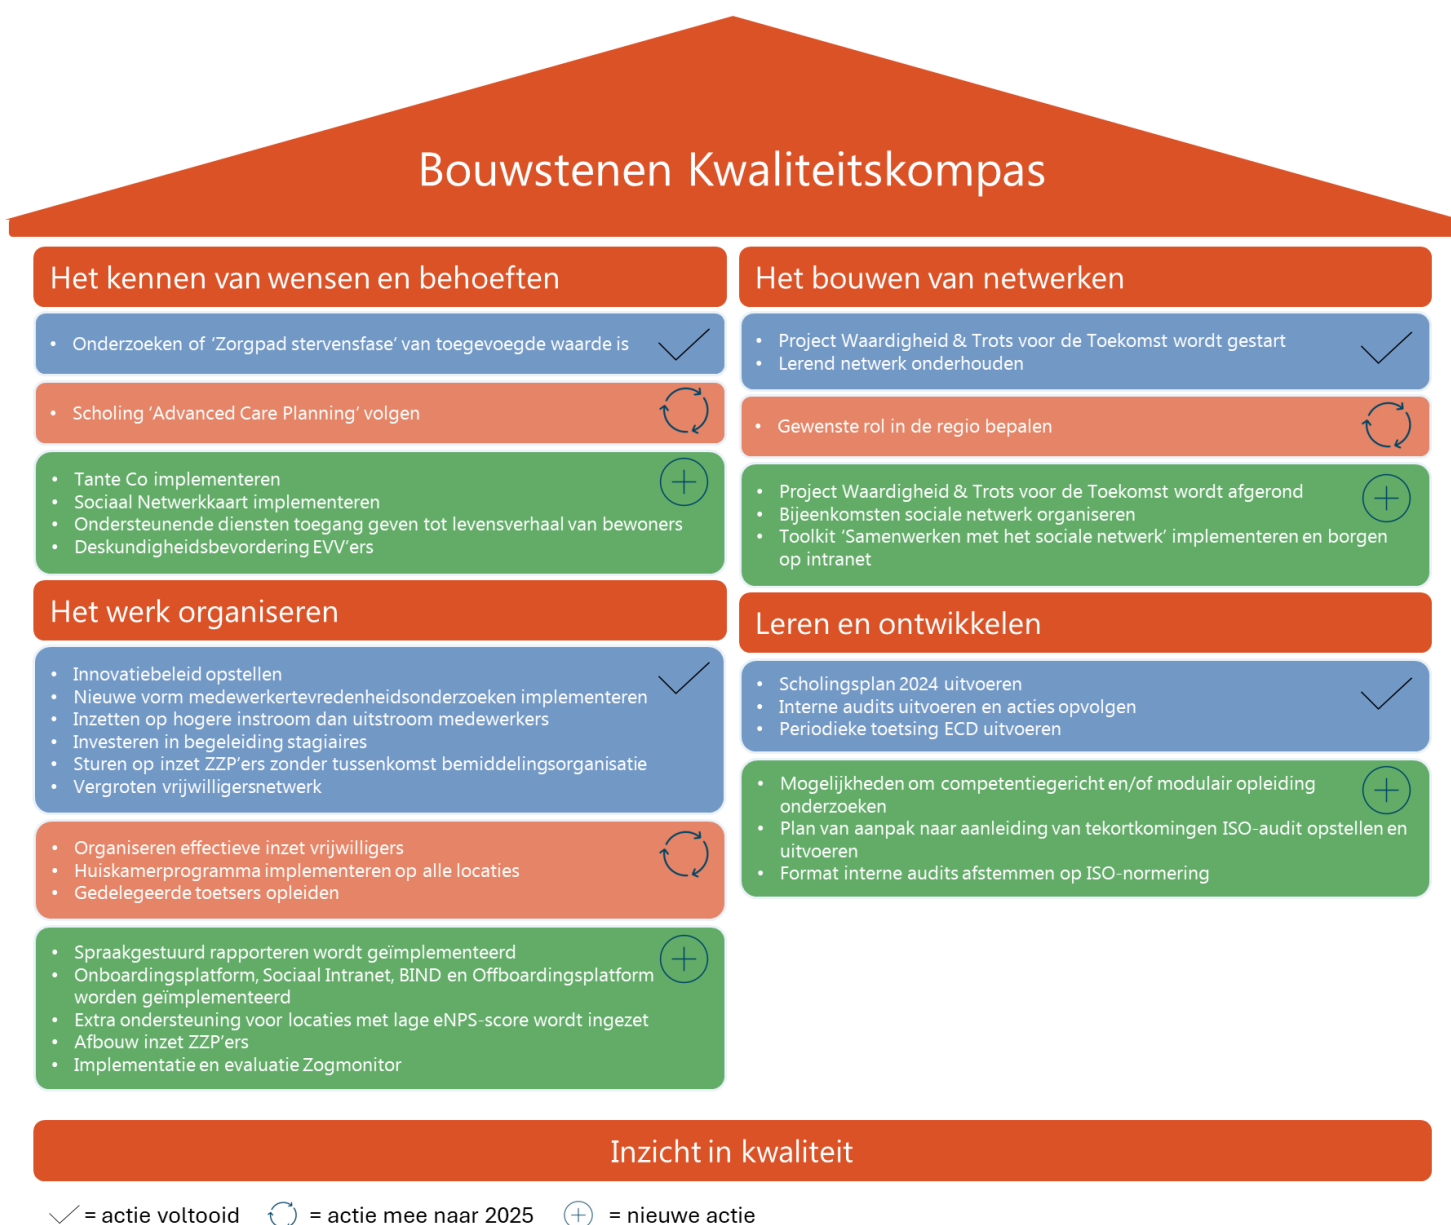 Bouwstenen Kwaliteitskompas
Het kennen van wensen en behoeften
• Onderzoeken of ‘Zorgpad stervensfase’ van toegevoegde waarde is
• Scholing ‘Advanced Care Planning’ volgen
• Tante Co implementeren
• Sociaal Netwerkkaart implementeren
• Ondersteunende diensten toegang geven tot levensverhaal van bewoners
• Deskundigheidsbevordering EVV’ers
Het werk organiseren
• Innovatiebeleid opstellen
• Nieuwe vorm medewerkertevredenheidsonderzoeken implementeren
• Inzetten op hogere instroom dan uitstroom medewerkers
• Investeren in begeleiding stagiaires
• Sturen op inzet ZZP’ers zonder tussenkomst bemiddelingsorganisatie
• Vergroten vrijwilligersnetwerk
• Organiseren effectieve inzet vrijwilligers
• Huiskamerprogramma implementeren op alle locaties
• Gedelegeerde toetsers opleiden
• Spraakgestuurd rapporteren wordt geïmplementeerd
• Onboardingsplatform, Sociaal Intranet, BIND en Offboardingsplatform
worden geïmplementeerd
• Extra ondersteuning voor locaties met lage eNPS-score wordt ingezet
• Afbouw inzet ZZP’ers
• Implementatie en evaluatie Zogmonitor
Het bouwen van netwerken
• Project Waardigheid & Trots voor de Toekomst wordt gestart
• Lerend netwerk onderhouden
• Gewenste rol in de regio bepalen
• Project Waardigheid & Trots voor de Toekomst wordt afgerond
• Bijeenkomsten sociale netwerk organiseren
• Toolkit ‘Samenwerken met het sociale netwerk’ implementeren en borgen
op intranet
Leren en ontwikkelen
• Scholingsplan 2024 uitvoeren
• Interne audits uitvoeren en acties opvolgen
• Periodieke toetsing ECD uitvoeren
• Mogelijkheden om competentiegericht en/of modulair opleiding
onderzoeken
• Plan van aanpak naar aanleiding van tekortkomingen ISO-audit opstellen en
uitvoeren
• Format interne audits afstemmen op ISO-normering
Inzicht in kwaliteit
= actie voltooid = actie mee naar 2025 = nieuwe actie